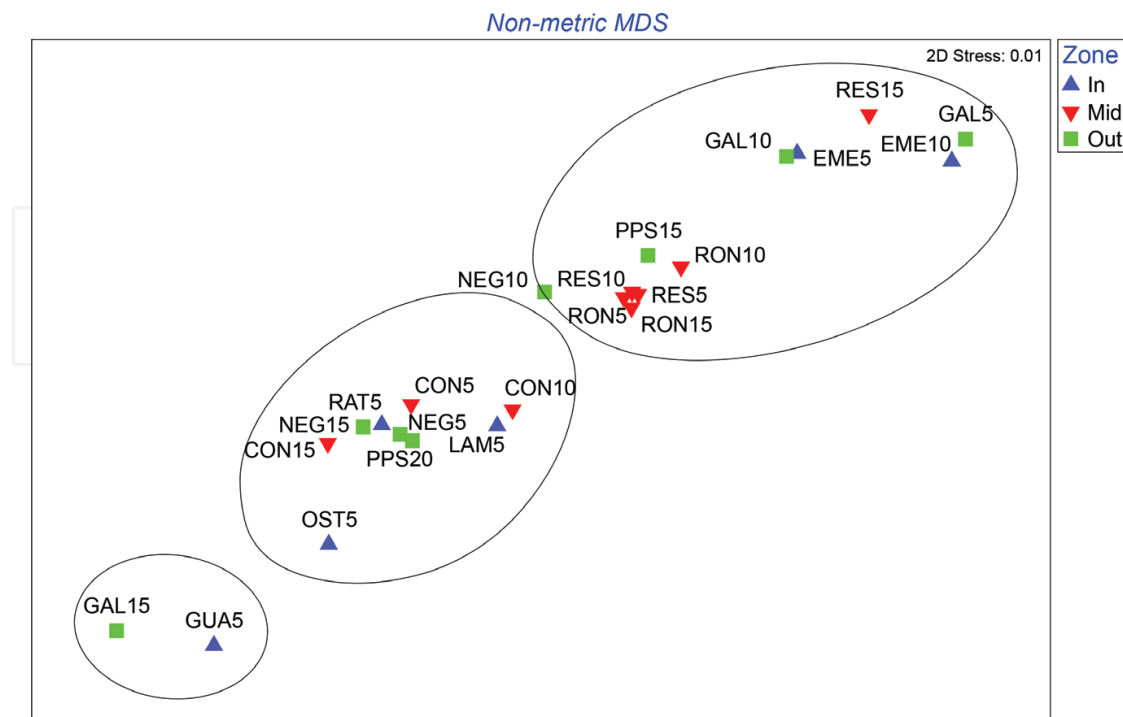 Non-metric MDS
2D Stress: 0.01
Zone
In
Mid
Out
RES15
GAL5
GAL10
EME5
EME10
PPS15
RON10
NEG10
RES10
RES5
RON5
RON15
CON5
CON10
RAT5
NEG15
NEG5
CON15
LAM5
PPS20
OST5
GAL15
GUA5